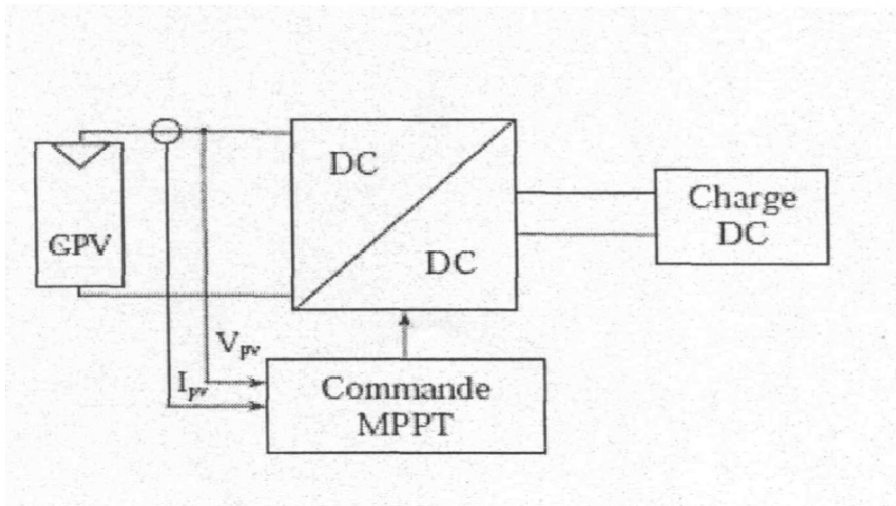 GPV
DC
DC
Charge
DC
Vpv
Ipv
Commande
MPPT